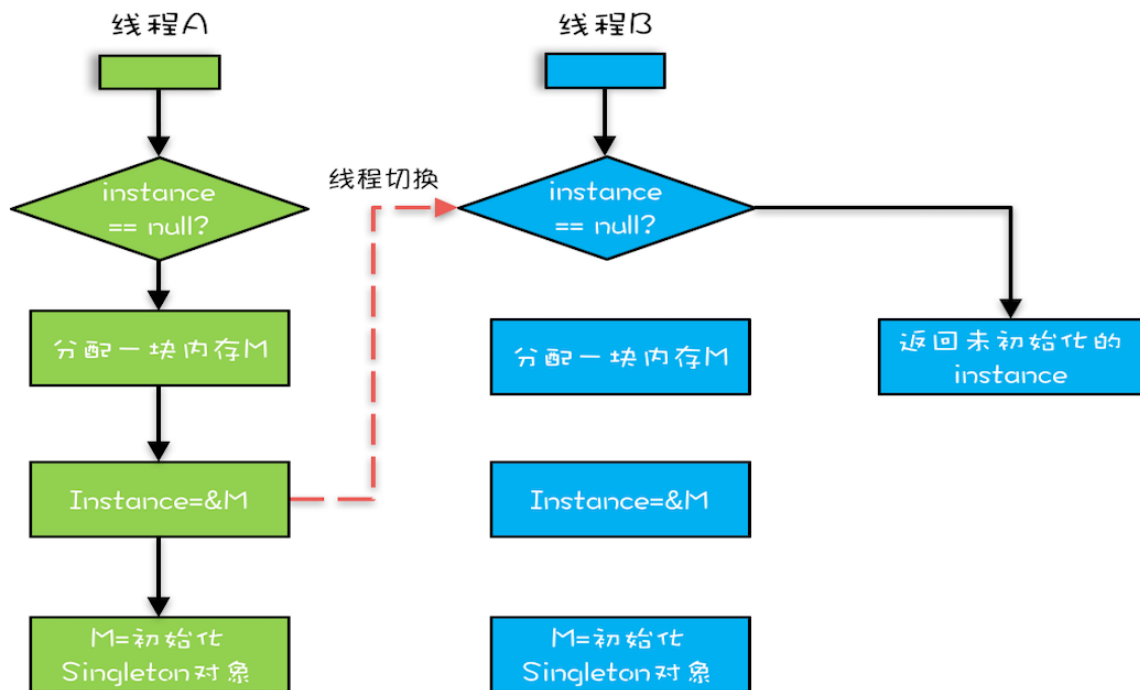 线程A
instance
== null?
分配一块内存M
Instance=&M
M=初始化
Singleton对象
线程切换
线程B
instance
== null?
分配一块内存M
Instance=&M
M=初始化
Singleton对象
返回未初始化的
instance